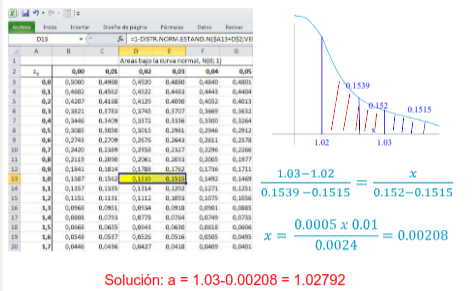 Archivo Inicio Insertar Diseño de página Fórmulas Datos Revisar
D13 fx =1-DISTR.NORM.ESTAND.N($A13+D$2;VE
A B C D E F G
1 Areas bajo la curva normal, N(0; 1)
2 0,00 0,01 0,02 0,03 0,04 0,05
3 0,0 0,5000 0,4960 0,4920 0,4880 0,4840 0,4801
4 0,1 0,4602 0,4562 0,4522 0,4483 0,4443 0,4404
5 0,2 0,4207 0,4168 0,4129 0,4090 0,4052 0,4013
6 0,3 0,3821 0,3783 0,3745 0,3707 0,3669 0,3632
7 0,4 0,3446 0,3409 0,3372 0,3336 0,3300 0,3264
8 0,5 0,3085 0,3050 0,3015 0,2981 0,2946 0,2912
9 0,6 0,2743 0,2709 0,2676 0,2643 0,2611 0,2578
10 0,7 0,2420 0,2389 0,2358 0,2327 0,2296 0,2266
11 0,8 0,2119 0,2090 0,2061 0,2033 0,2005 0,1977
12 0,9 0,1841 0,1814 0,1788 0,1762 0,1736 0,1711
13 1,0 0,1587 0,1562 0,1539 0,1515 0,1492 0,1469
14 1,1 0,1357 0,1335 0,1314 0,1292 0,1271 0,1251
15 1,2 0,1151 0,1131 0,1112 0,1093 0,1075 0,1056
16 1,3 0,0968 0,0951 0,0934 0,0918 0,0901 0,0885
17 1,4 0,0808 0,0793 0,0778 0,0764 0,0749 0,0735
18 1,5 0,0668 0,0655 0,0643 0,0630 0,0618 0,0606
19 1,6 0,0548 0,0537 0,0526 0,0516 0,0505 0,0495
20 1,7 0,0446 0,0436 0,0427 0,0418 0,0409 0,0401
0.1539
0.152 0.1515
x
1.02 1.03
1.03−1.02 / 0.1539 −0.1515 = x / 0.152−0.1515
x = 0.0005 x 0.01 / 0.0024 = 0.00208
Solución: a = 1.03-0.00208 = 1.02792